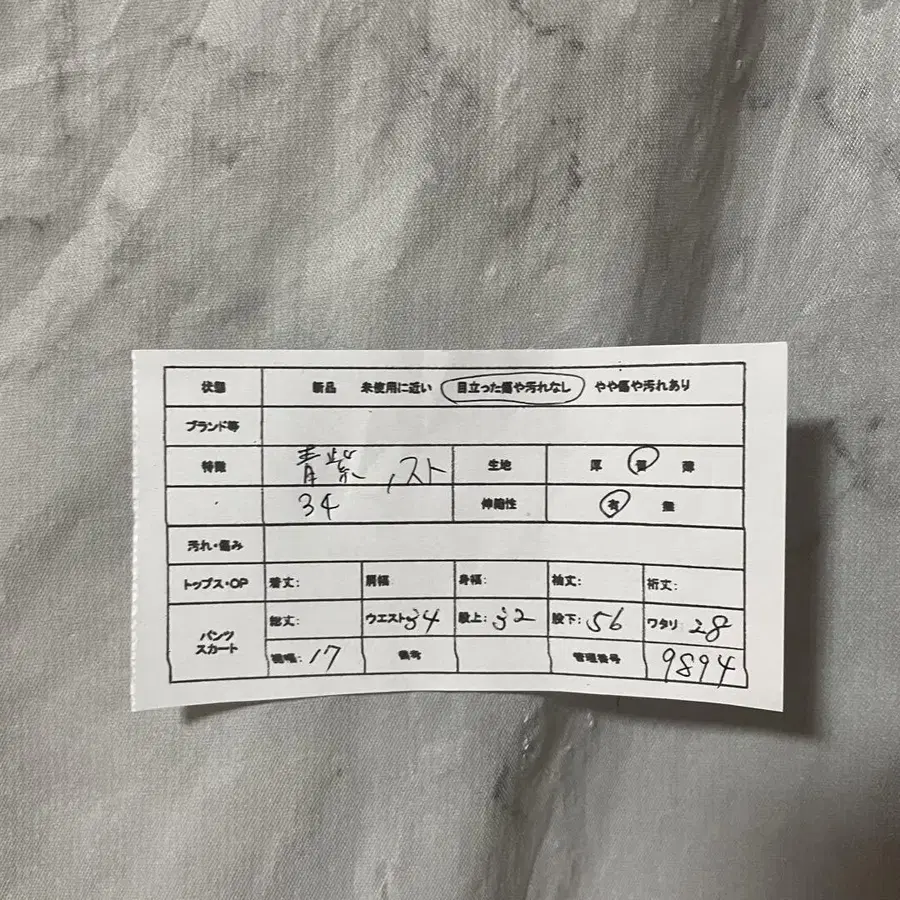 状態 新品 未使用に近い 目立った傷や汚れなし やや傷や汚れあり
ブランド等
特徴 青紫 ノスト 生地 厚 普 薄
34 伸縮性 有 無
汚れ・傷み
トップス・OP 着丈: 肩幅 身幅: 袖丈: 裄丈:
パンツ スカート 総丈: ウエスト34 股上: 32 股下: 56 ワタリ: 28
裾幅: 17 備考 管理番号 9894